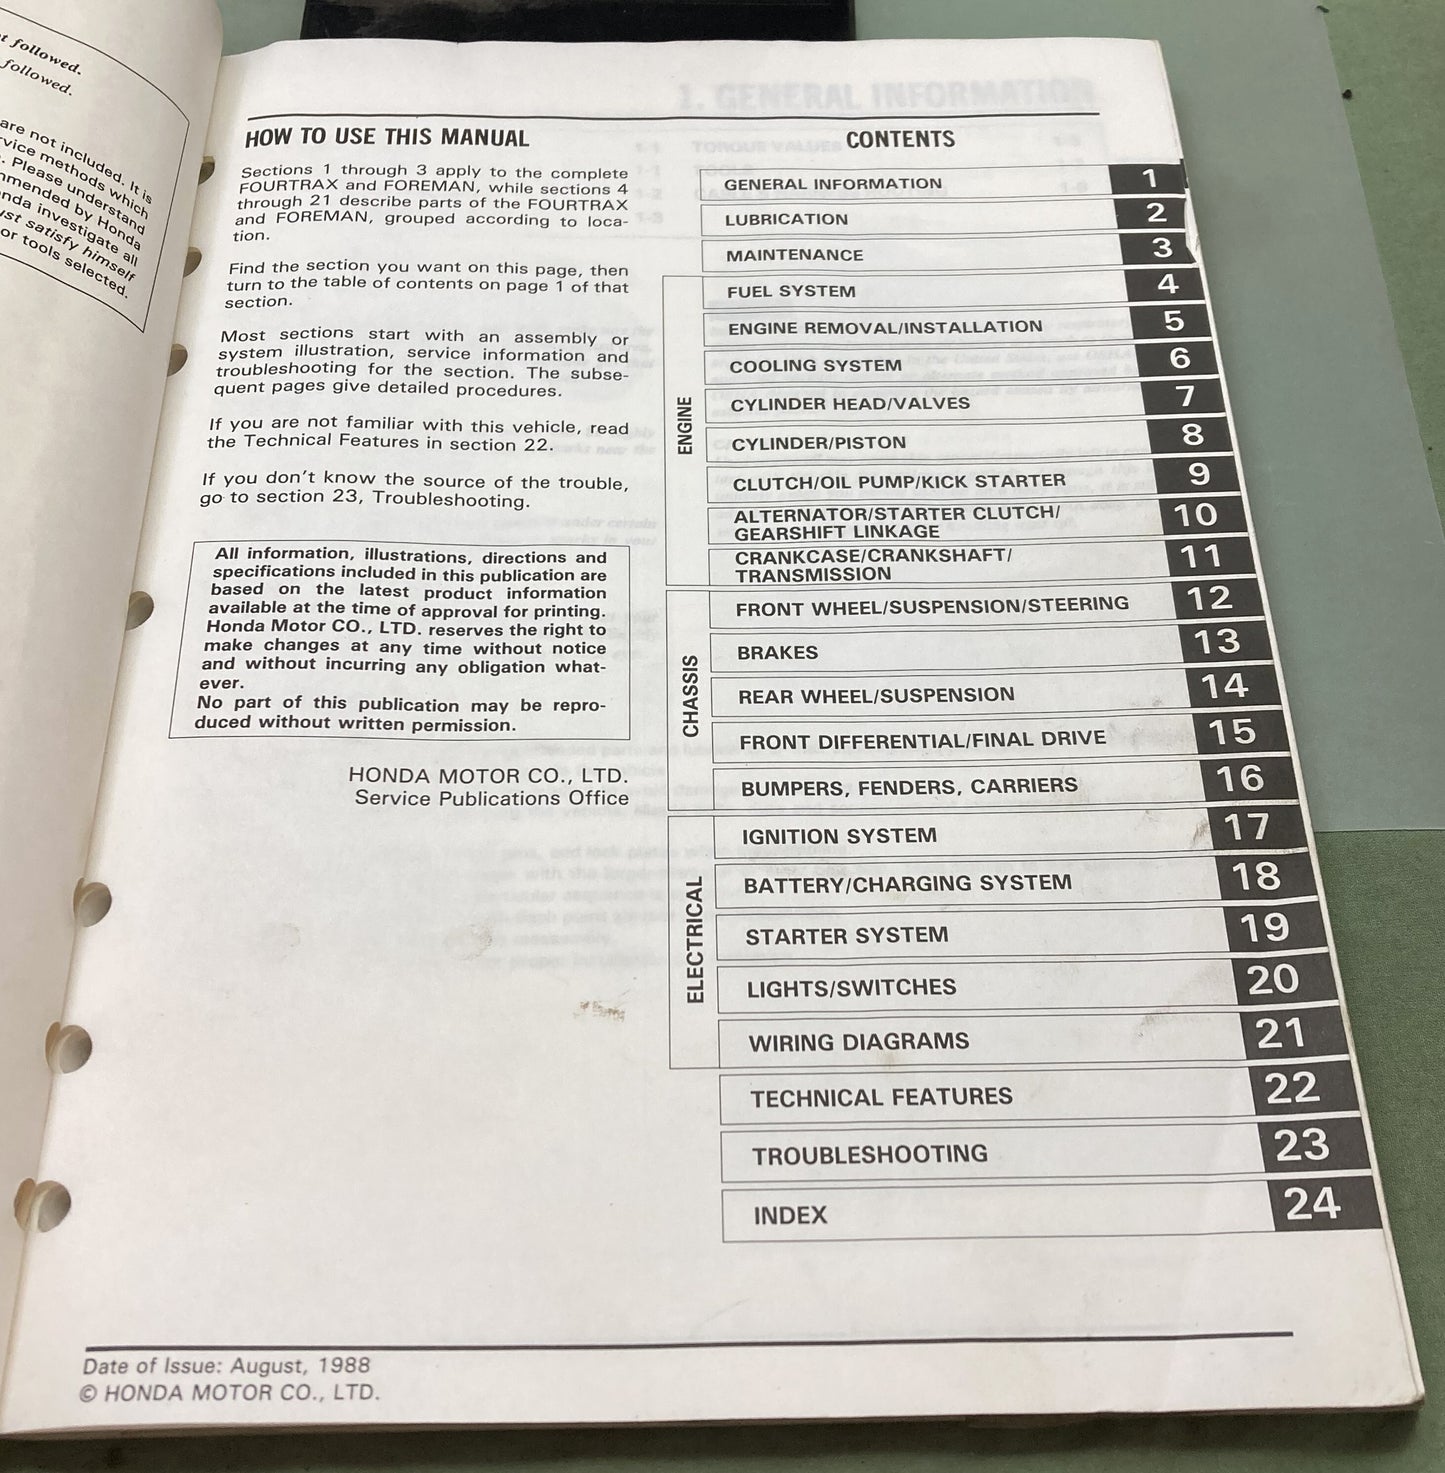 t followed.
followed.
are not included. It is
vice methods which
. Please understand
mmended by Honda
nda investigate all
ust satisfy himself
or tools selected.
1. GENERAL INFORMATION
HOW TO USE THIS MANUAL
Sections 1 through 3 apply to the complete
FOURTRAX and FOREMAN, while sections 4
through 21 describe parts of the FOURTRAX
and FOREMAN, grouped according to loca-
tion.
Find the section you want on this page, then
turn to the table of contents on page 1 of that
section.
Most sections start with an assembly or
system illustration, service information and
troubleshooting for the section. The subse-
quent pages give detailed procedures.
If you are not familiar with this vehicle, read
the Technical Features in section 22.
If you don't know the source of the trouble,
go to section 23, Troubleshooting.
All information, illustrations, directions and
specifications included in this publication are
based on the latest product information
available at the time of approval for printing.
Honda Motor CO., LTD. reserves the right to
make changes at any time without notice
and without incurring any obligation what-
ever.
No part of this publication may be repro-
duced without written permission.
HONDA MOTOR CO., LTD.
Service Publications Office
CONTENTS
GENERAL INFORMATION 1
LUBRICATION 2
MAINTENANCE 3
ENGINE
FUEL SYSTEM 4
ENGINE REMOVAL/INSTALLATION 5
COOLING SYSTEM 6
CYLINDER HEAD/VALVES 7
CYLINDER/PISTON 8
CLUTCH/OIL PUMP/KICK STARTER 9
ALTERNATOR/STARTER CLUTCH/
GEARSHIFT LINKAGE 10
CRANKCASE/CRANKSHAFT/
TRANSMISSION 11
CHASSIS
FRONT WHEEL/SUSPENSION/STEERING 12
BRAKES 13
REAR WHEEL/SUSPENSION 14
FRONT DIFFERENTIAL/FINAL DRIVE 15
BUMPERS, FENDERS, CARRIERS 16
ELECTRICAL
IGNITION SYSTEM 17
BATTERY/CHARGING SYSTEM 18
STARTER SYSTEM 19
LIGHTS/SWITCHES 20
WIRING DIAGRAMS 21
TECHNICAL FEATURES 22
TROUBLESHOOTING 23
INDEX 24
Date of Issue: August, 1988
© HONDA MOTOR CO., LTD.